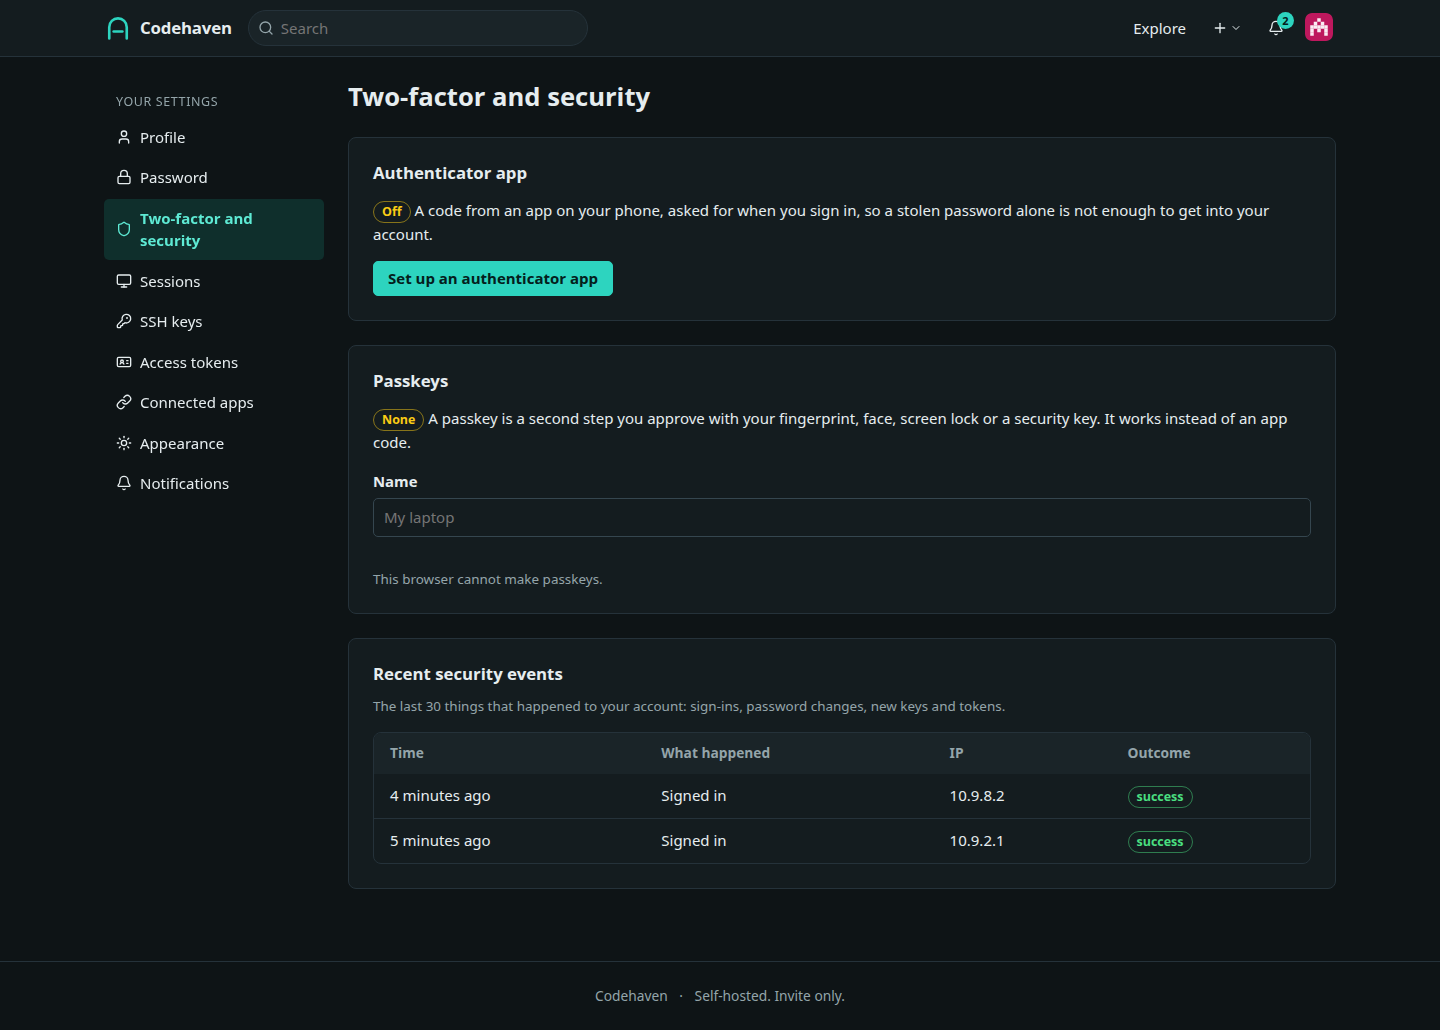 Codehaven
Search
Explore
2
YOUR SETTINGS
Profile
Password
Two-factor and
security
Sessions
SSH keys
Access tokens
Connected apps
Appearance
Notifications
Two-factor and security
Authenticator app
Off A code from an app on your phone, asked for when you sign in, so a stolen password alone is not enough to get into your
account.
Set up an authenticator app
Passkeys
None A passkey is a second step you approve with your fingerprint, face, screen lock or a security key. It works instead of an app
code.
Name
My laptop
This browser cannot make passkeys.
Recent security events
The last 30 things that happened to your account: sign-ins, password changes, new keys and tokens.
Time What happened IP Outcome
4 minutes ago Signed in 10.9.8.2 success
5 minutes ago Signed in 10.9.2.1 success
Codehaven · Self-hosted. Invite only.